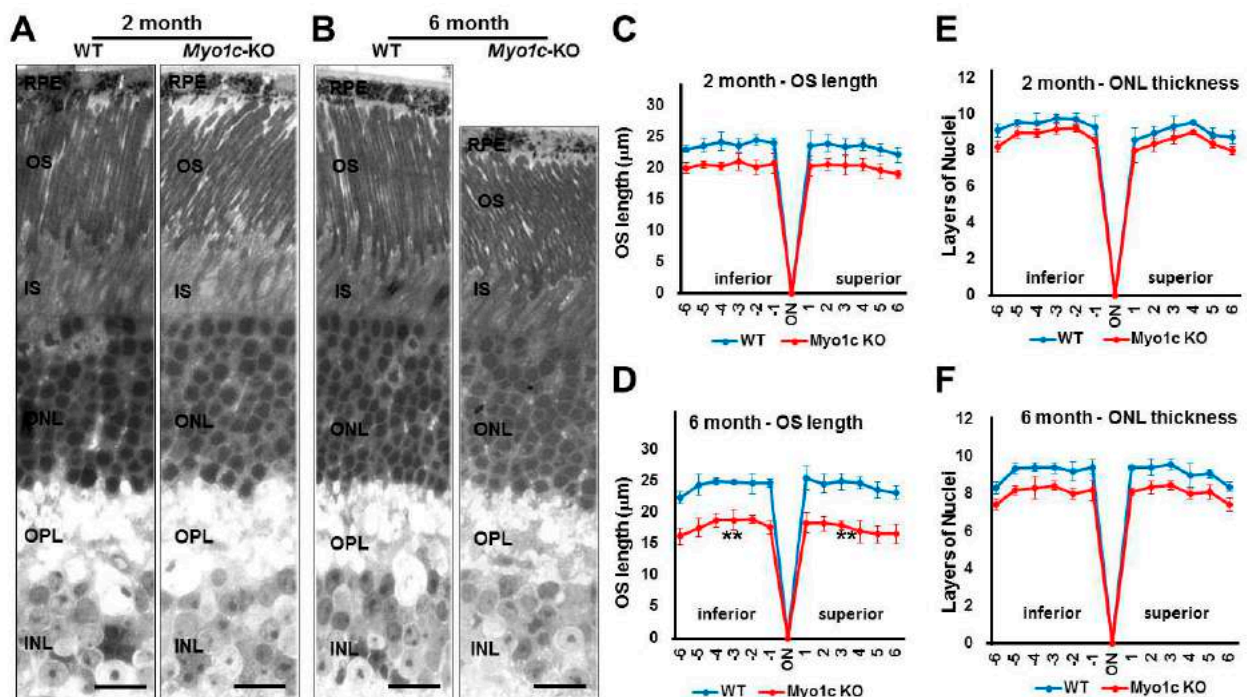 A
2 month
WT
Myo1c-KO
RPE
RPE
OS
OS
IS
IS
ONL
ONL
OPL
OPL
INL
INL
B
6 month
WT
Myo1c-KO
RPE
RPE
OS
OS
IS
IS
ONL
ONL
OPL
OPL
INL
INL
C
2 month - OS length
OS length (μm)
30
25
20
15
10
5
0
inferior
superior
-6 -5 -4 -3 -2 -1 ON 1 2 3 4 5 6
WT
Myo1c KO
D
6 month - OS length
OS length (μm)
30
25
20
15
10
5
0
**
**
inferior
superior
-6 -5 -4 -3 -2 -1 ON 1 2 3 4 5 6
WT
Myo1c KO
E
2 month - ONL thickness
Layers of Nuclei
12
10
8
6
4
2
0
inferior
superior
-6 -5 -4 -3 -2 -1 ON 1 2 3 4 5 6
WT
Myo1c KO
F
6 month - ONL thickness
Layers of Nuclei
12
10
8
6
4
2
0
inferior
superior
-6 -5 -4 -3 -2 -1 ON 1 2 3 4 5 6
WT
Myo1c KO